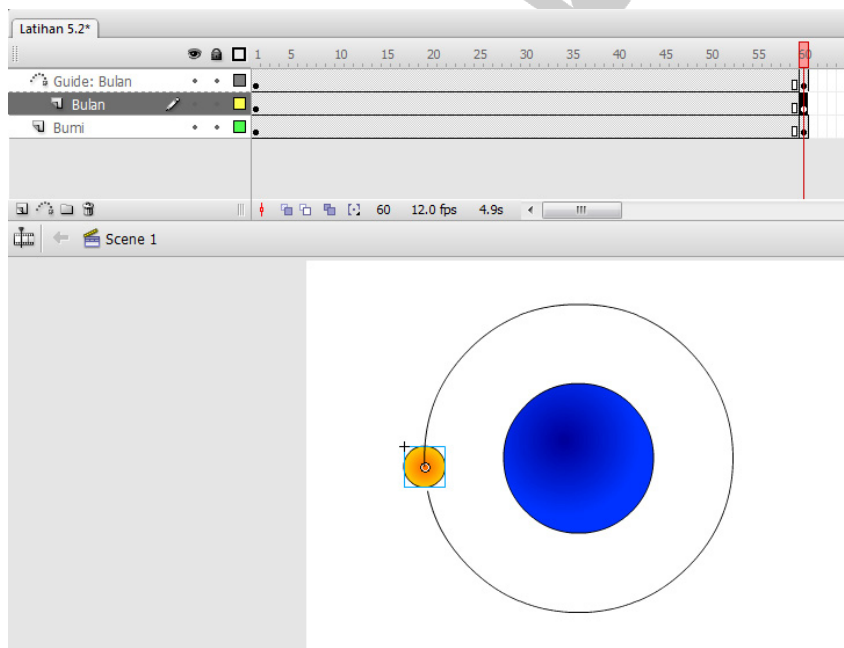 Latihan 5.2*
1 5 10 15 20 25 30 35 40 45 50 55 60
Guide: Bulan
Bulan
Bumi
60 12.0 fps 4.9s
Scene 1